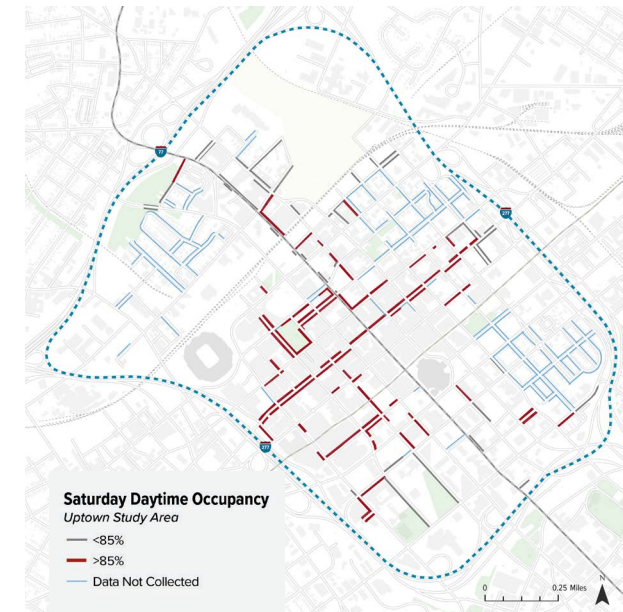 77
277
277
Saturday Daytime Occupancy
Uptown Study Area
<85%
>85%
Data Not Collected
0 0.25 Miles
N